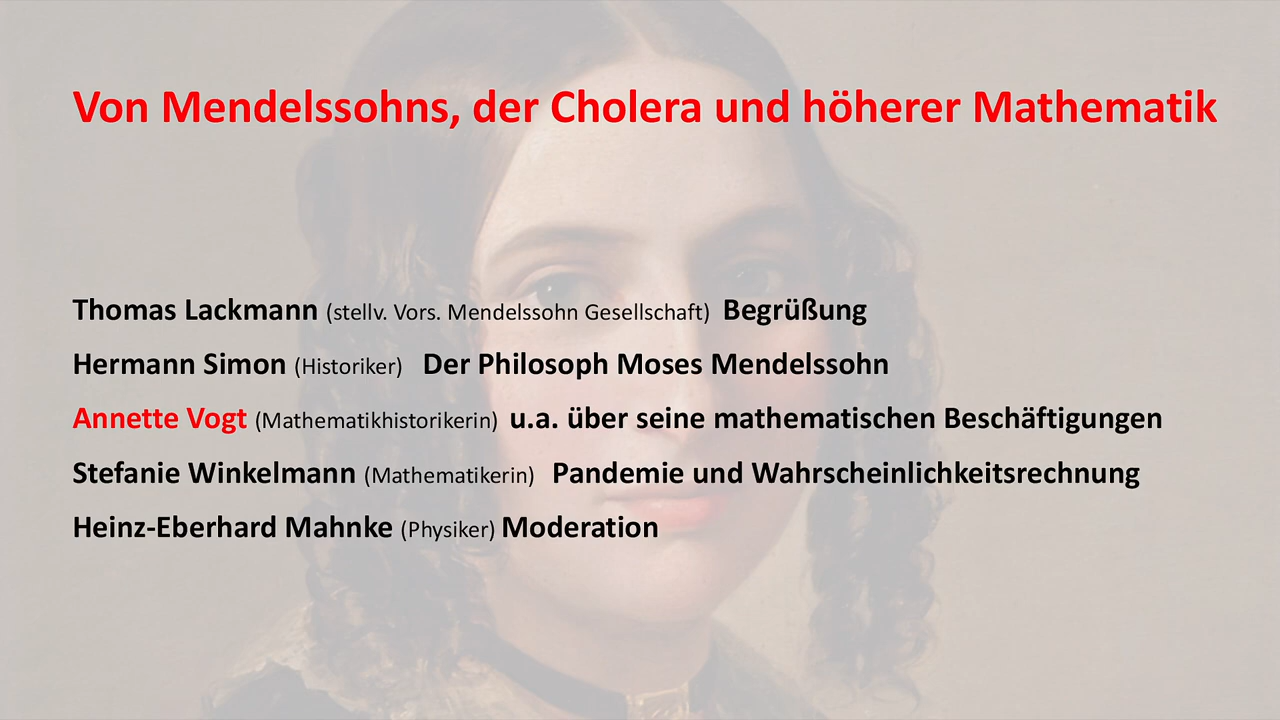 Von Mendelssohns, der Cholera und höherer Mathematik
Thomas Lackmann (stellv. Vors. Mendelssohn Gesellschaft) Begrüßung
Hermann Simon (Historiker) Der Philosoph Moses Mendelssohn
Annette Vogt (Mathematikhistorikerin) u.a. über seine mathematischen Beschäftigungen
Stefanie Winkelmann (Mathematikerin) Pandemie und Wahrscheinlichkeitsrechnung
Heinz-Eberhard Mahnke (Physiker) Moderation